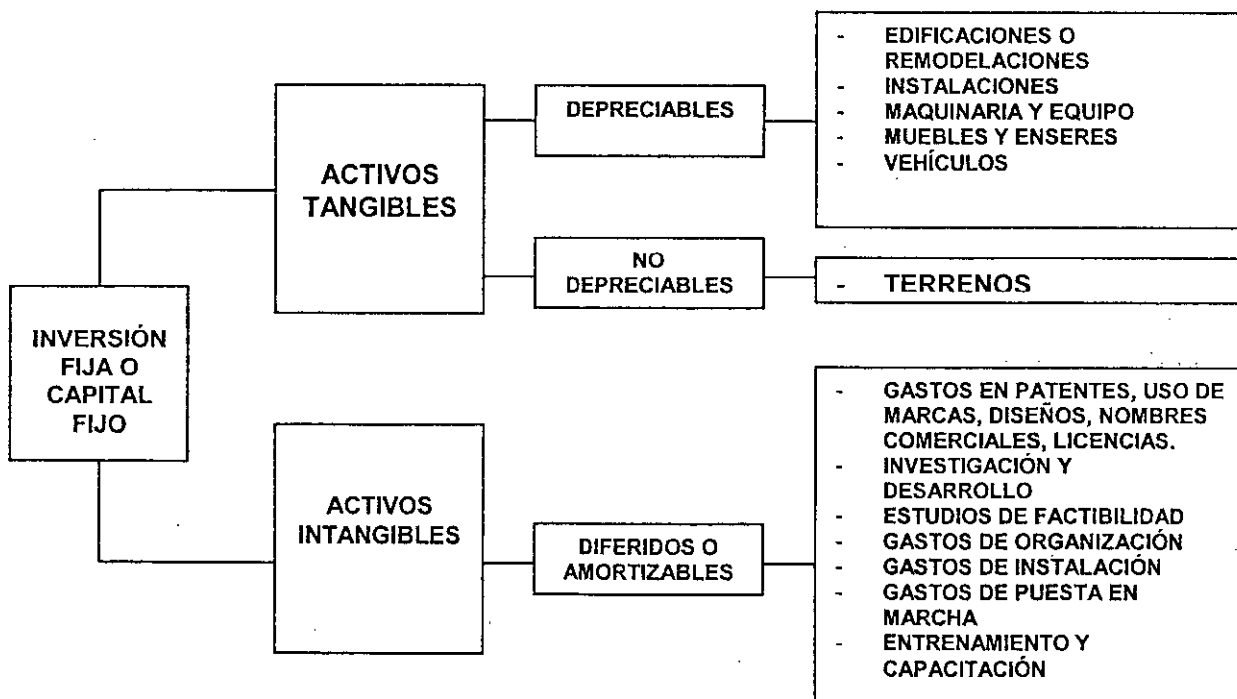 INVERSIÓN
FIJA O
CAPITAL
FIJO
ACTIVOS
TANGIBLES
DEPRECIABLES
- EDIFICACIONES O
REMODELACIONES
- INSTALACIONES
- MAQUINARIA Y EQUIPO
- MUEBLES Y ENSERES
- VEHÍCULOS
NO
DEPRECIABLES
- TERRENOS
ACTIVOS
INTANGIBLES
DIFERIDOS O
AMORTIZABLES
- GASTOS EN PATENTES, USO DE
MARCAS, DISEÑOS, NOMBRES
COMERCIALES, LICENCIAS.
- INVESTIGACIÓN Y
DESARROLLO
- ESTUDIOS DE FACTIBILIDAD
- GASTOS DE ORGANIZACIÓN
- GASTOS DE INSTALACIÓN
- GASTOS DE PUESTA EN
MARCHA
- ENTRENAMIENTO Y
CAPACITACIÓN